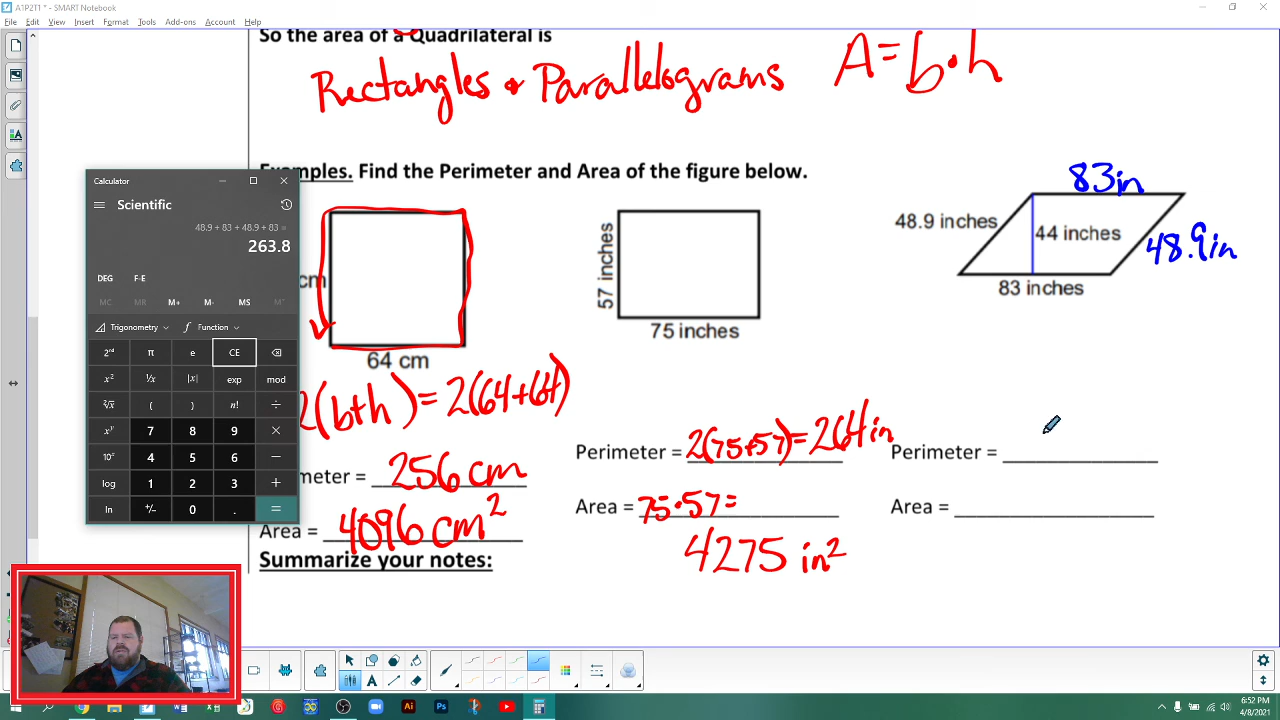 A1P2T1 * - SMART Notebook
File Edit View Insert Format Tools Add-ons Account Help
So the area of a Quadrilateral is
Rectangles & Parallelograms A = b · h
Examples. Find the Perimeter and Area of the figure below.
Calculator
Scientific
48.9 + 83 + 48.9 + 83 =
263.8
DEG F-E
MC MR M+ M- MS M˅
Trigonometry Function
2nd π e CE
x² ¹/x |x| exp mod
²√x ( ) n! ÷
xʸ 7 8 9 ×
10ˣ 4 5 6 −
log 1 2 3 +
ln +/− 0 . =
cm
64 cm
2(b+h) = 2(64+64)
meter = 256 cm
Area = 4096 cm²
57 inches
75 inches
Perimeter = 2(75+57) = 264 in
Area = 75·57 =
4275 in²
83in
48.9 inches
44 inches
48.9in
83 inches
Perimeter =
Area =
Summarize your notes:
6:52 PM
4/8/2021